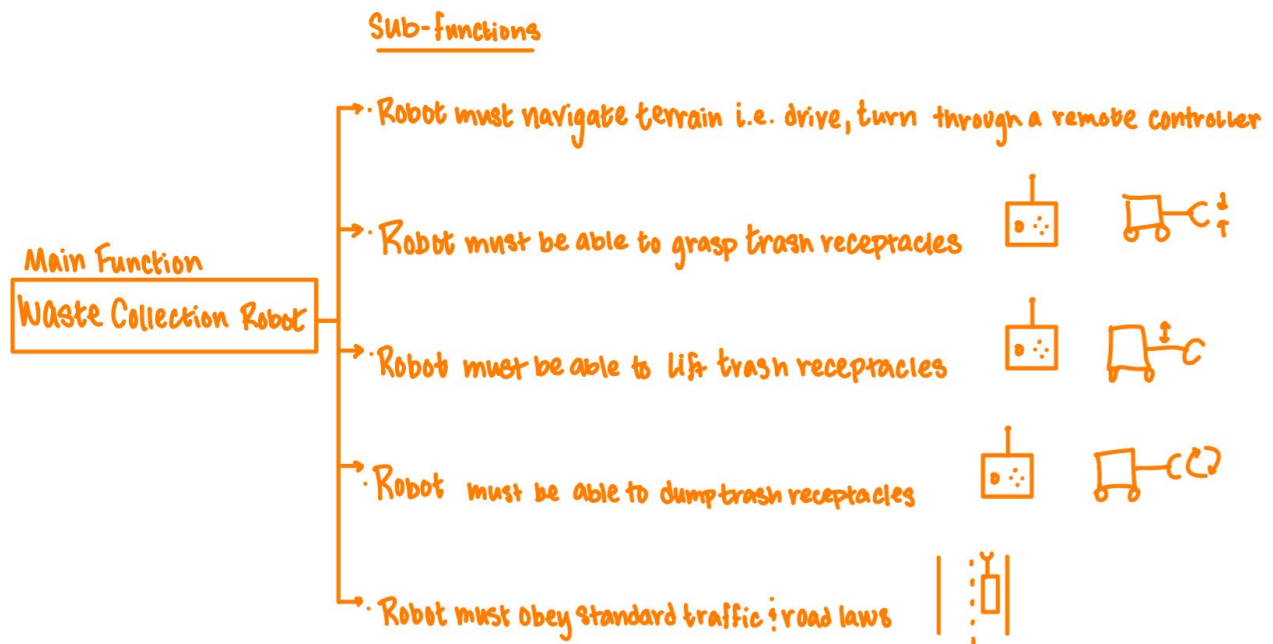 Sub-functions
· Robot must navigate terrain i.e. drive, turn through a remote controller
· Robot must be able to grasp trash receptacles
Main Function
Waste Collection Robot
· Robot must be able to lift trash receptacles
· Robot must be able to dump trash receptacles
· Robot must obey standard traffic & road laws